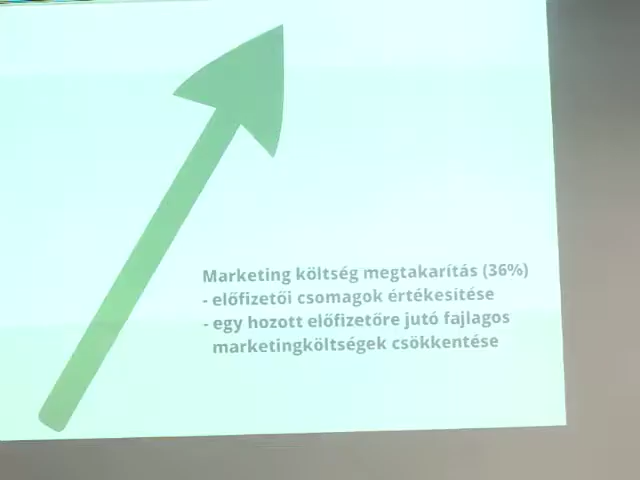 Marketing költség megtakarítás (36%)
- előfizetői csomagok értékesítése
- egy hozott előfizetőre jutó fajlagos
marketingköltségek csökkentése